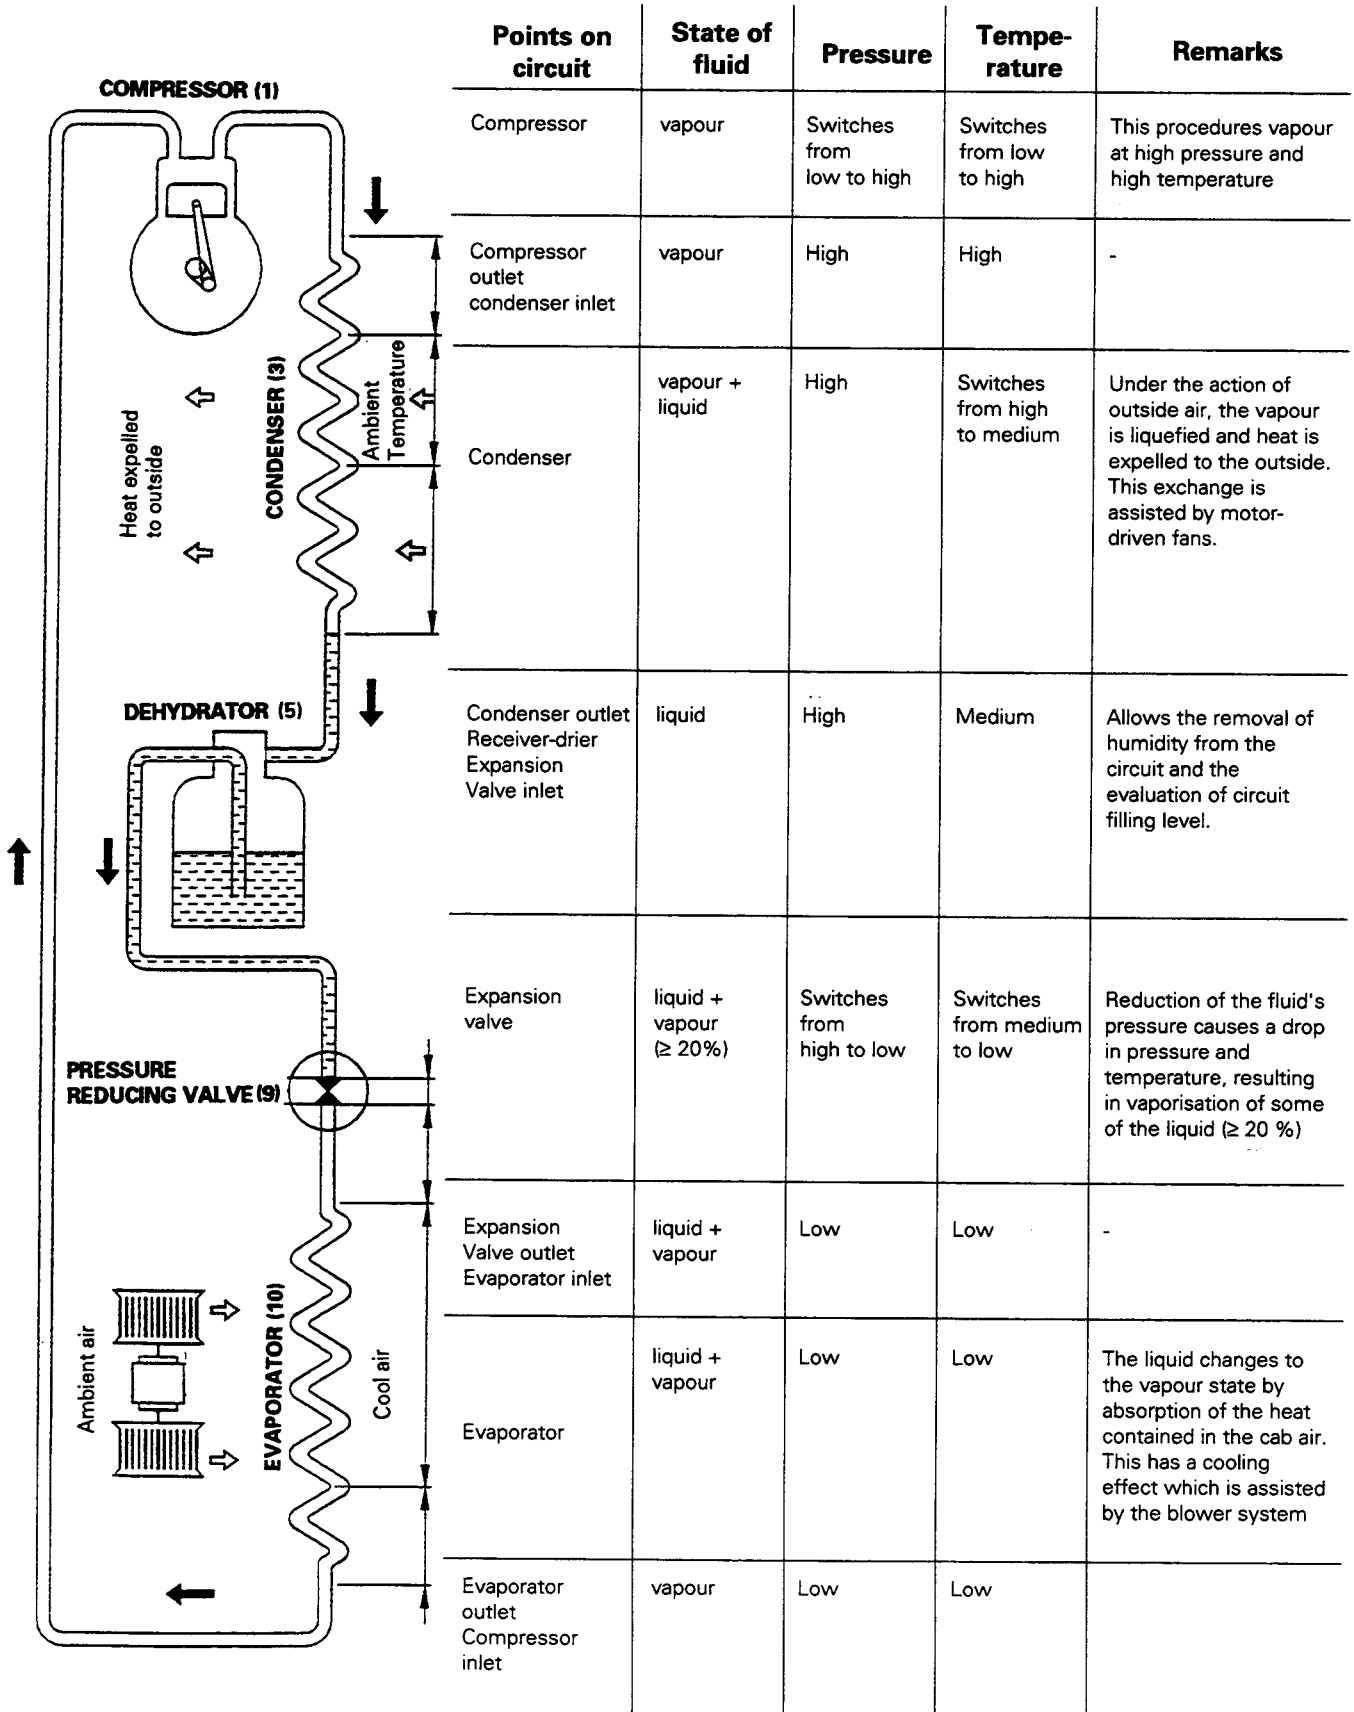 Points on
circuit
State of
fluid
Pressure
Tempe-
rature
Remarks
COMPRESSOR (1)
Compressor
vapour
Switches
from
low to high
Switches
from low
to high
This procedures vapour
at high pressure and
high temperature
Compressor
outlet
condenser inlet
vapour
High
High
-
Heat expelled
to outside
CONDENSER (3)
Ambient
Temperature
Condenser
vapour +
liquid
High
Switches
from high
to medium
Under the action of
outside air, the vapour
is liquefied and heat is
expelled to the outside.
This exchange is
assisted by motor-
driven fans.
DEHYDRATOR (5)
Condenser outlet
Receiver-drier
Expansion
Valve inlet
liquid
High
Medium
Allows the removal of
humidity from the
circuit and the
evaluation of circuit
filling level.
PRESSURE
REDUCING VALVE (9)
Expansion
valve
liquid +
vapour
(≥ 20%)
Switches
from
high to low
Switches
from medium
to low
Reduction of the fluid's
pressure causes a drop
in pressure and
temperature, resulting
in vaporisation of some
of the liquid (≥ 20 %)
Expansion
Valve outlet
Evaporator inlet
liquid +
vapour
Low
Low
-
Ambient air
EVAPORATOR (10)
Cool air
Evaporator
liquid +
vapour
Low
Low
The liquid changes to
the vapour state by
absorption of the heat
contained in the cab air.
This has a cooling
effect which is assisted
by the blower system
Evaporator
outlet
Compressor
inlet
vapour
Low
Low